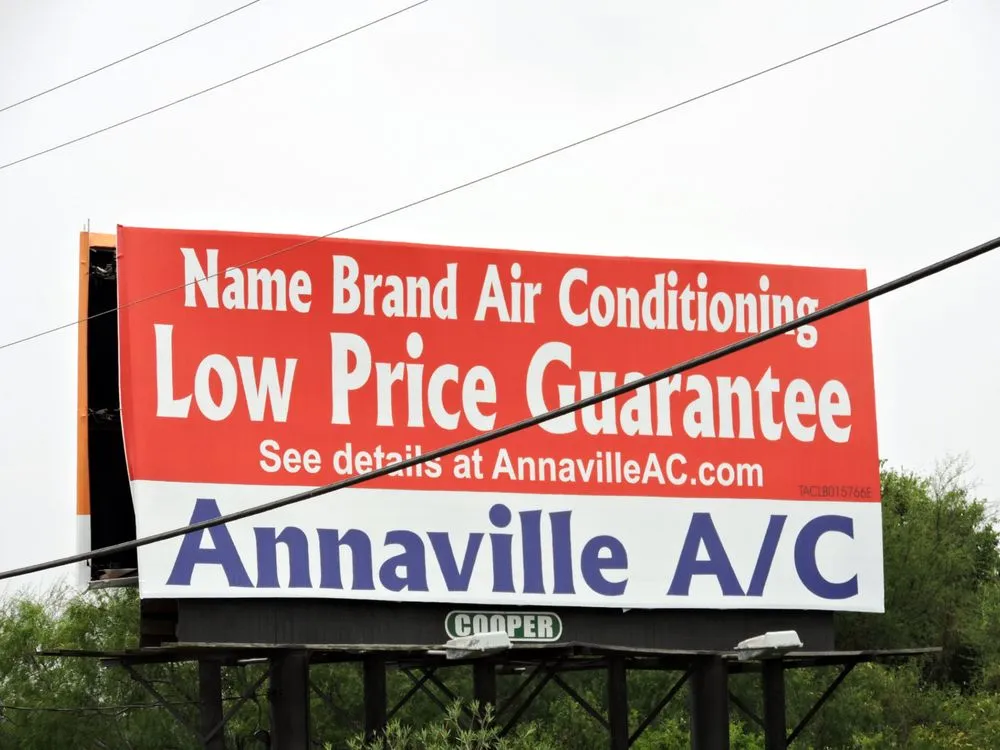 Name Brand Air Conditioning
Low Price Guarantee
See details at AnnavilleAC.com
TACLB015766E
Annaville A/C
COOPER